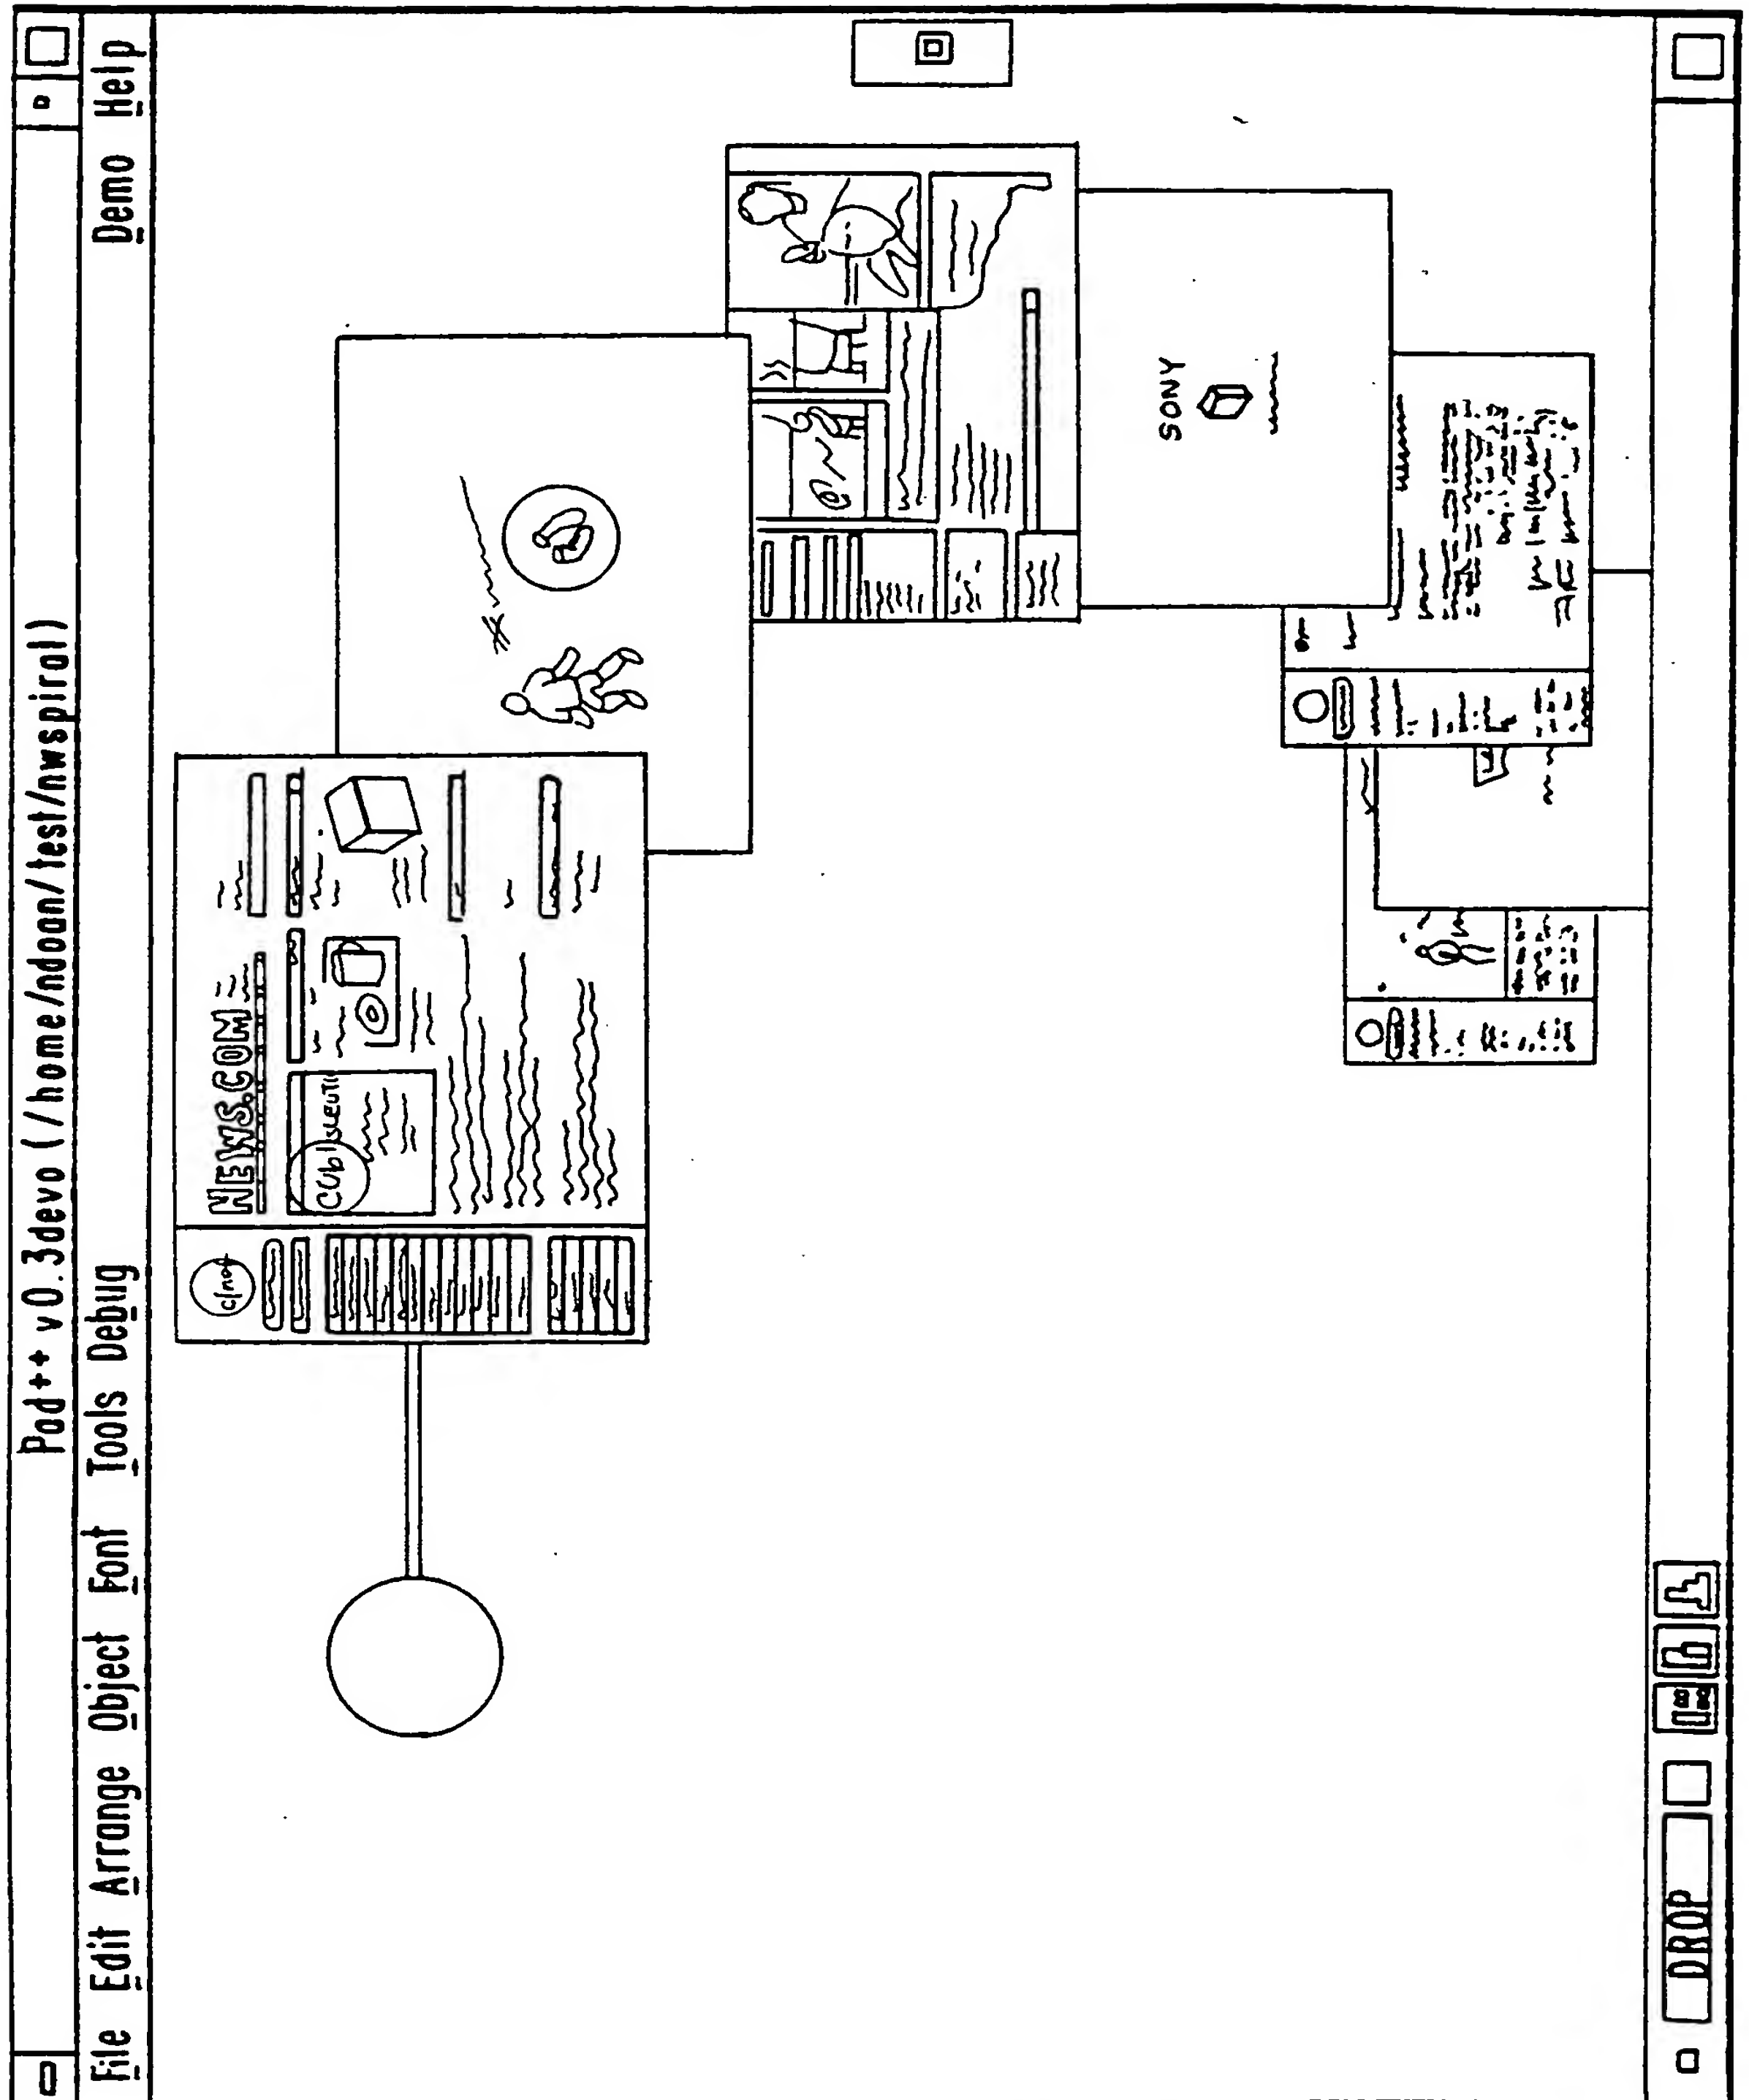 Pad++ v0.3devo (/home/ndoan/test/nwspiral)
File Edit Arrange Object Font Tools Debug Demo Help
c/net
NEWS.COM
SONY
DROP